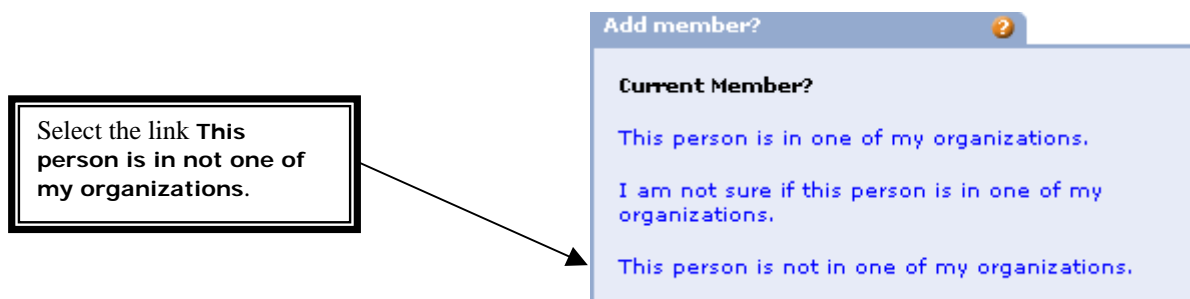 Add member?
Current Member?
Select the link This
person is in not one of
my organizations.
This person is in one of my organizations.
I am not sure if this person is in one of my
organizations.
This person is not in one of my organizations.